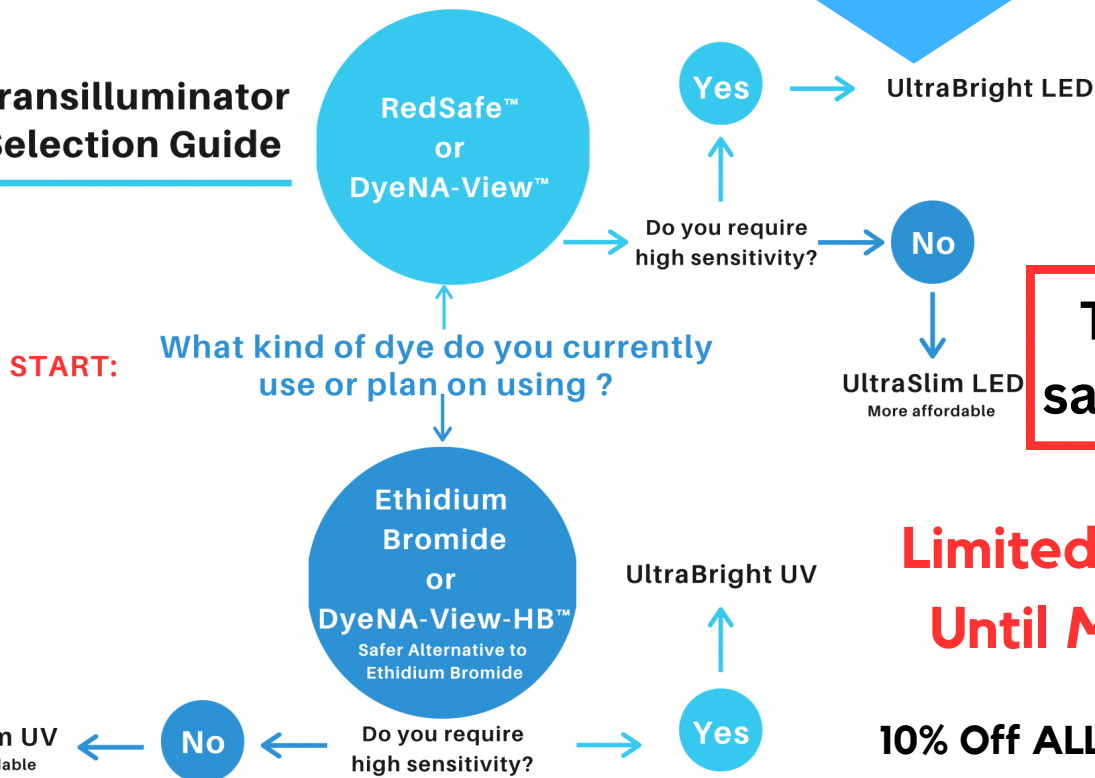 ransilluminator
Selection Guide
RedSafe™
or
DyeNA-View™
Yes
UltraBright LED
Do you require
high sensitivity?
No
UltraSlim LED
More affordable
START:
What kind of dye do you currently
use or plan on using ?
Ethidium
Bromide
or
DyeNA-View-HB™
Safer Alternative to
Ethidium Bromide
UltraBright UV
Yes
Do you require
high sensitivity?
No
m UV
dable
T
sa
Limited
Until M
10% Off ALL